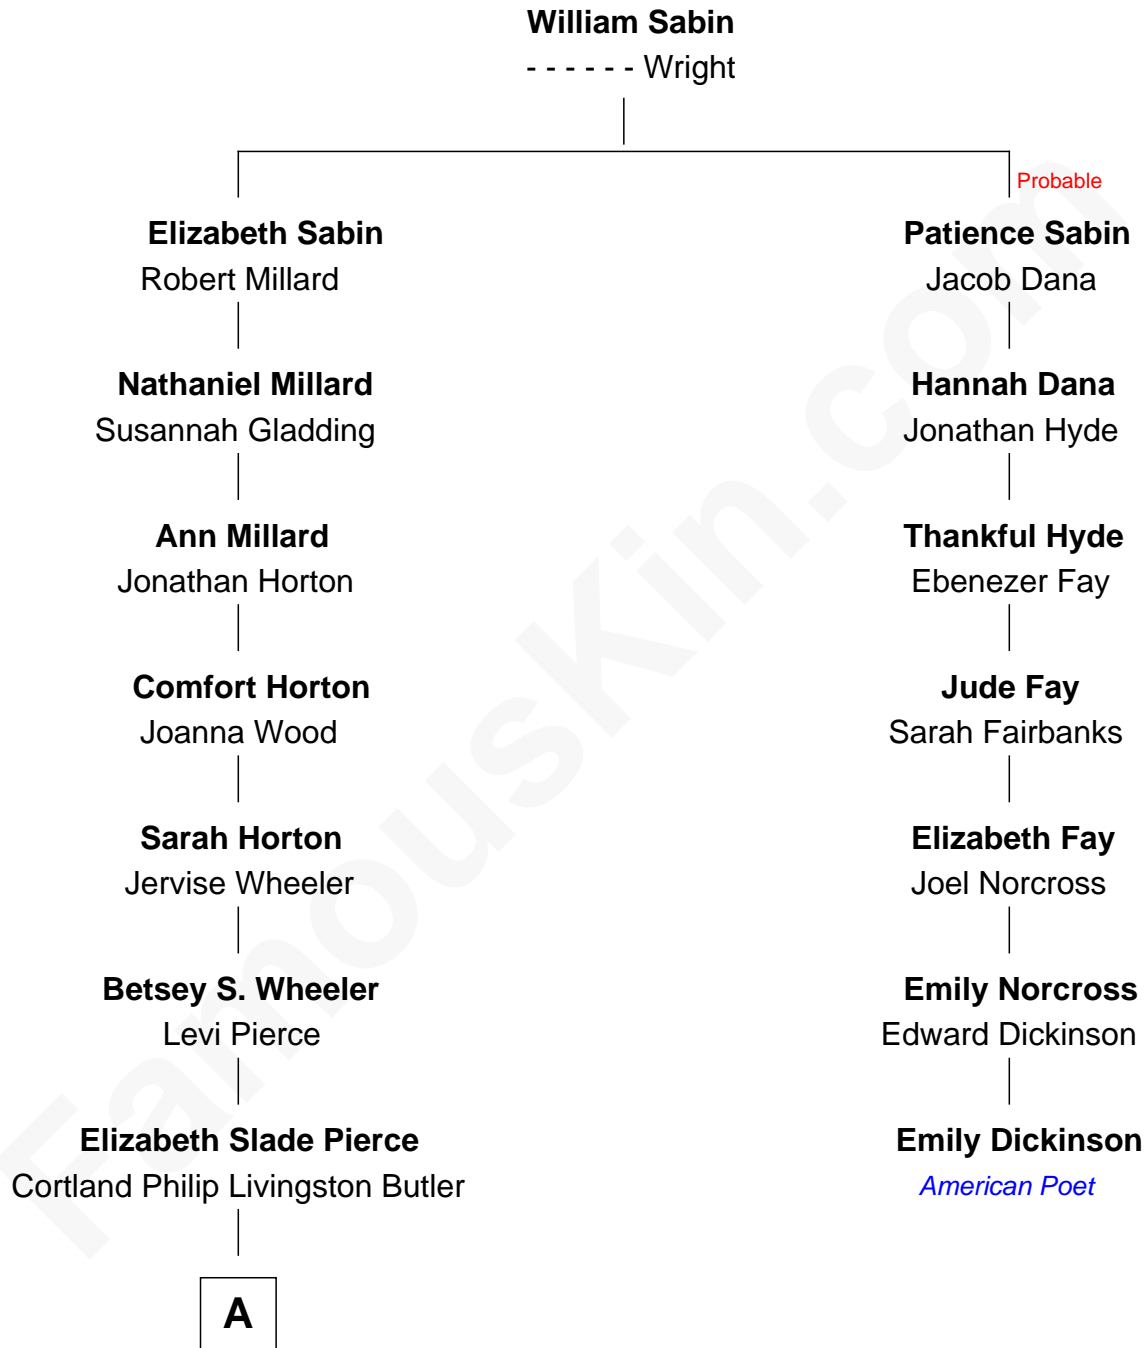 William Sabin
- - - - - - Wright
Probable
Elizabeth Sabin
Robert Millard
Patience Sabin
Jacob Dana
Nathaniel Millard
Susannah Gladding
Hannah Dana
Jonathan Hyde
Ann Millard
Jonathan Horton
Thankful Hyde
Ebenezer Fay
Comfort Horton
Joanna Wood
Jude Fay
Sarah Fairbanks
Sarah Horton
Jervise Wheeler
Elizabeth Fay
Joel Norcross
Betsey S. Wheeler
Levi Pierce
Emily Norcross
Edward Dickinson
Elizabeth Slade Pierce
Cortland Philip Livingston Butler
Emily Dickinson
American Poet
A
FamousKin.com